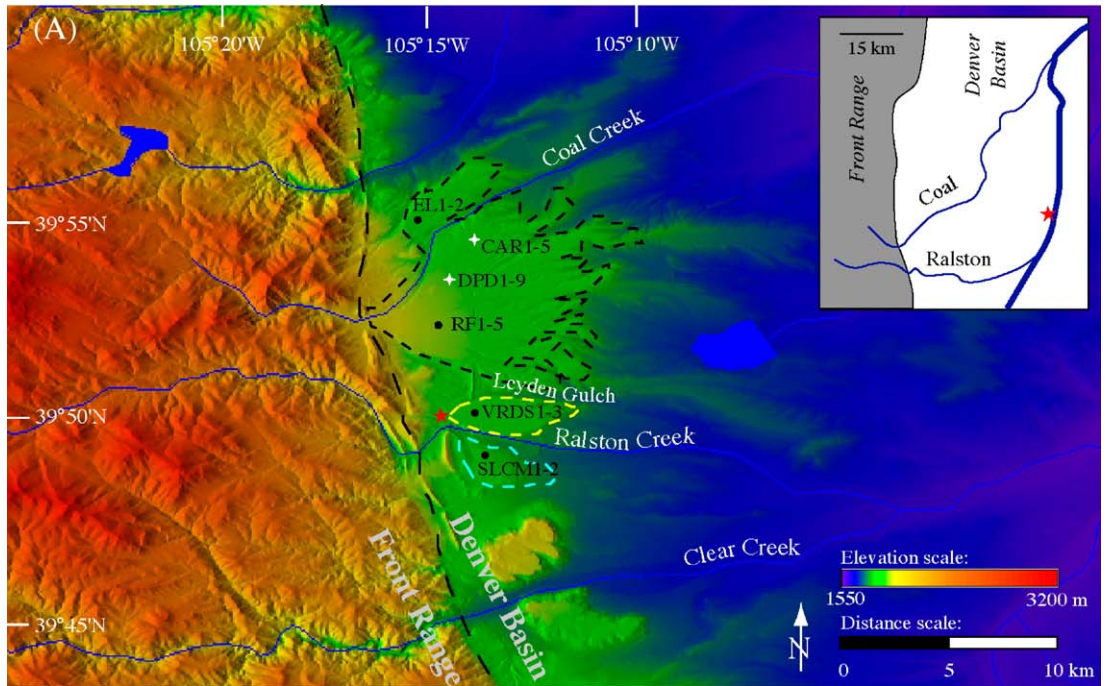 (A)
105°20'W
105°15'W
105°10'W
15 km
Front Range
Denver
Basin
Coal
Ralston
Coal Creek
39°55'N
EL1-2
CAR1-5
DPD1-9
RF1-5
Leyden Gulch
39°50'N
VRDS1-3
Ralston Creek
SLCM1-2
Clear Creek
Front Range
Denver Basin
39°45'N
Elevation scale:
1550
3200 m
Distance scale:
0
5
10 km
N